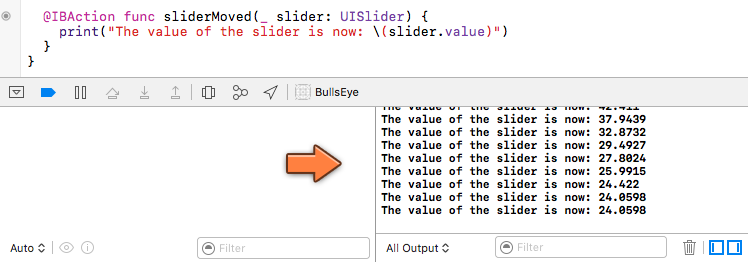 @IBAction func sliderMoved(_ slider: UISlider) {
print("The value of the slider is now: \(slider.value)")
}
}
BullsEye
The value of the slider is now: 42.411
The value of the slider is now: 37.9439
The value of the slider is now: 32.8732
The value of the slider is now: 29.4927
The value of the slider is now: 27.8024
The value of the slider is now: 25.9915
The value of the slider is now: 24.422
The value of the slider is now: 24.0598
The value of the slider is now: 24.0598
Auto
Filter
All Output
Filter